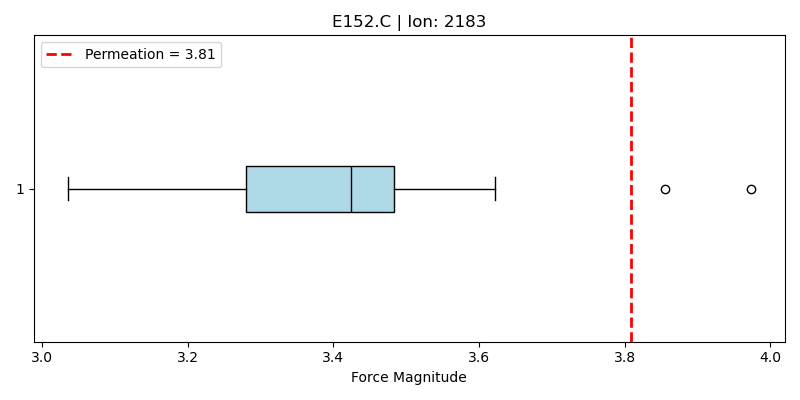 E152.C | Ion: 2183
Permeation = 3.81
1
3.0 3.2 3.4 3.6 3.8 4.0
Force Magnitude